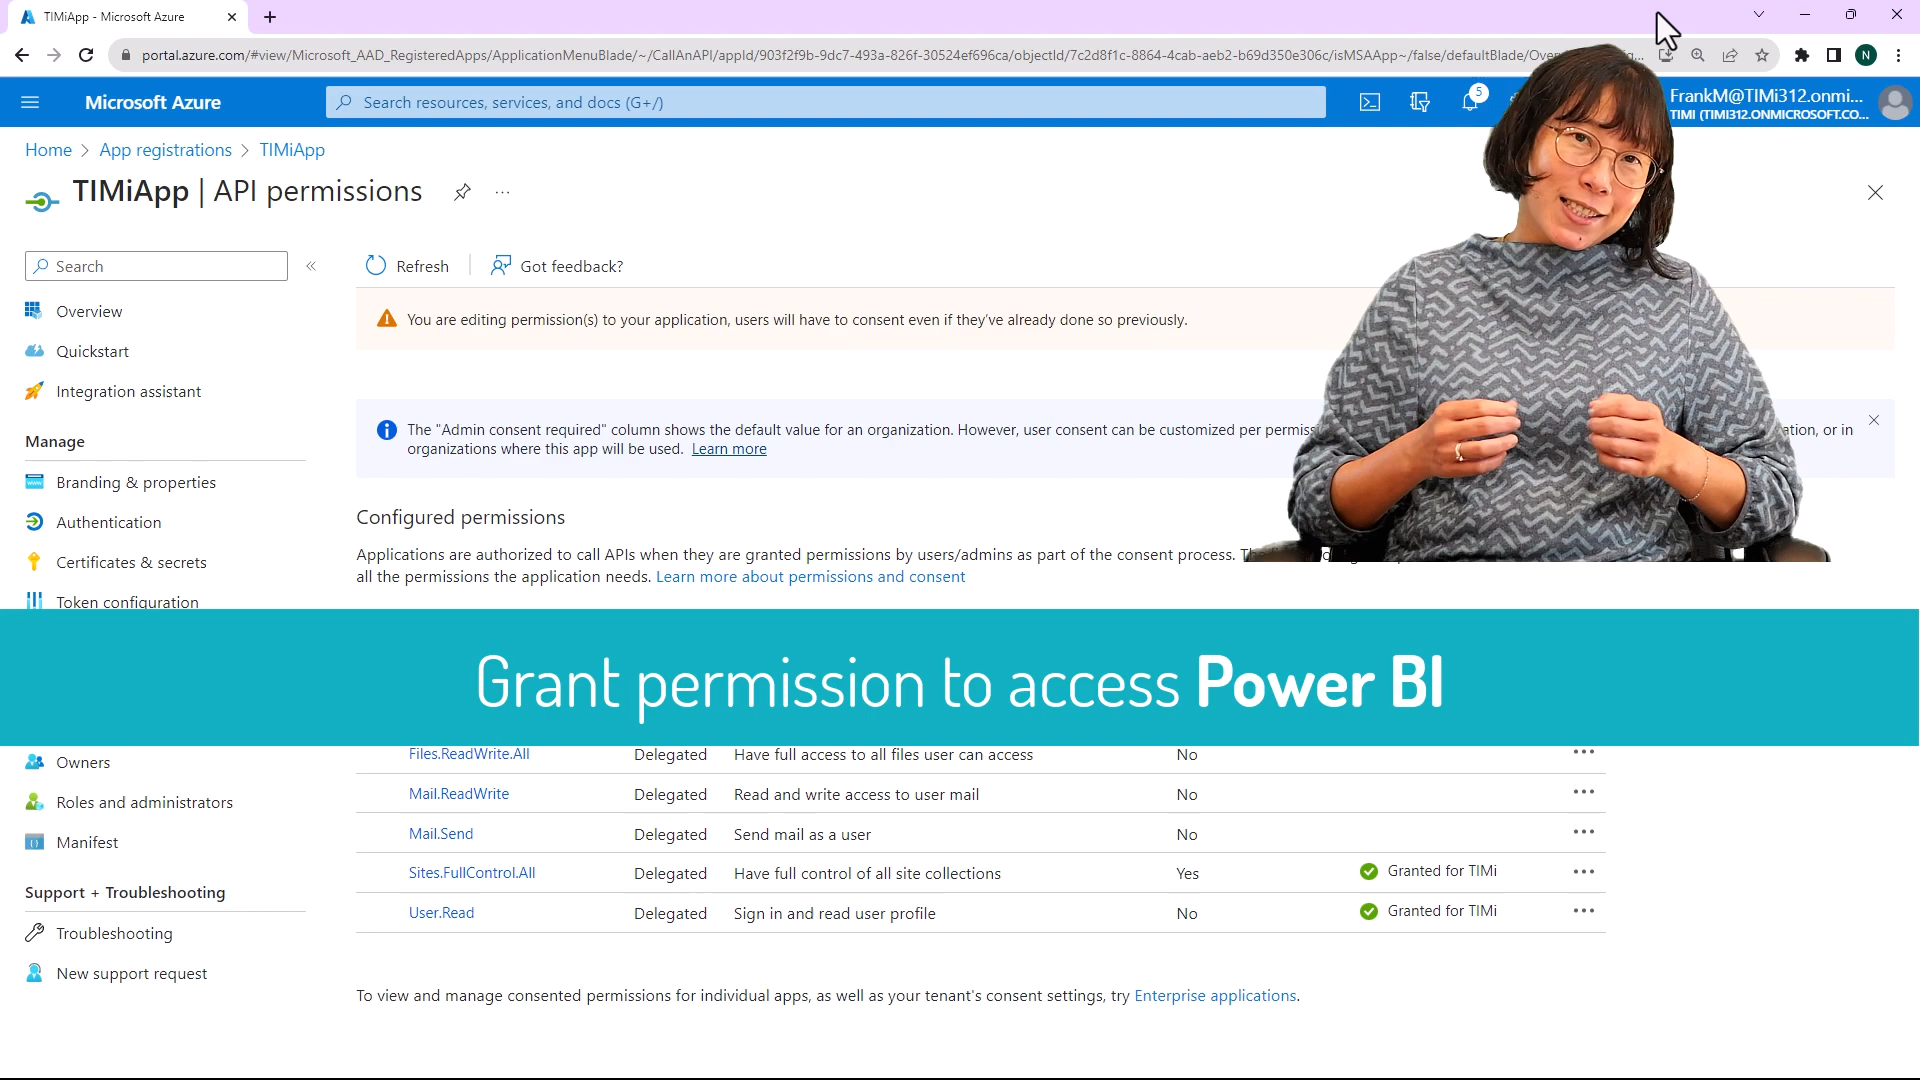 TIMiApp - Microsoft Azure
portal.azure.com/#view/Microsoft_AAD_RegisteredApps/ApplicationMenuBlade/~/CallAnAPI/appId/903f2f9b-9dc7-493a-826f-30524ef696ca/objectId/7c2d8f1c-8864-4cab-aeb2-b69d350e306c/isMSAApp~/false/defaultBlade/Over
N
Microsoft Azure
Search resources, services, and docs (G+/)
5
FrankM@TIMi312.onmi...
TIMI (TIMI312.ONMICROSOFT.CO...
Home > App registrations > TIMiApp
TIMiApp | API permissions
Search
Refresh
Got feedback?
Overview
Quickstart
Integration assistant
Manage
Branding & properties
Authentication
Certificates & secrets
Token configuration
Owners
Roles and administrators
Manifest
Support + Troubleshooting
Troubleshooting
New support request
You are editing permission(s) to your application, users will have to consent even if they've already done so previously.
The "Admin consent required" column shows the default value for an organization. However, user consent can be customized per ation, or in
organizations where this app will be used. Learn more
Configured permissions
Applications are authorized to call APIs when they are granted permissions by users/admins as part of the consent process.
all the permissions the application needs. Learn more about permissions and consent
Grant permission to access Power BI
Files.ReadWrite.All Delegated Have full access to all files user can access No
Mail.ReadWrite Delegated Read and write access to user mail No
Mail.Send Delegated Send mail as a user No
Sites.FullControl.All Delegated Have full control of all site collections Yes Granted for TIMi
User.Read Delegated Sign in and read user profile No Granted for TIMi
To view and manage consented permissions for individual apps, as well as your tenant's consent settings, try Enterprise applications.